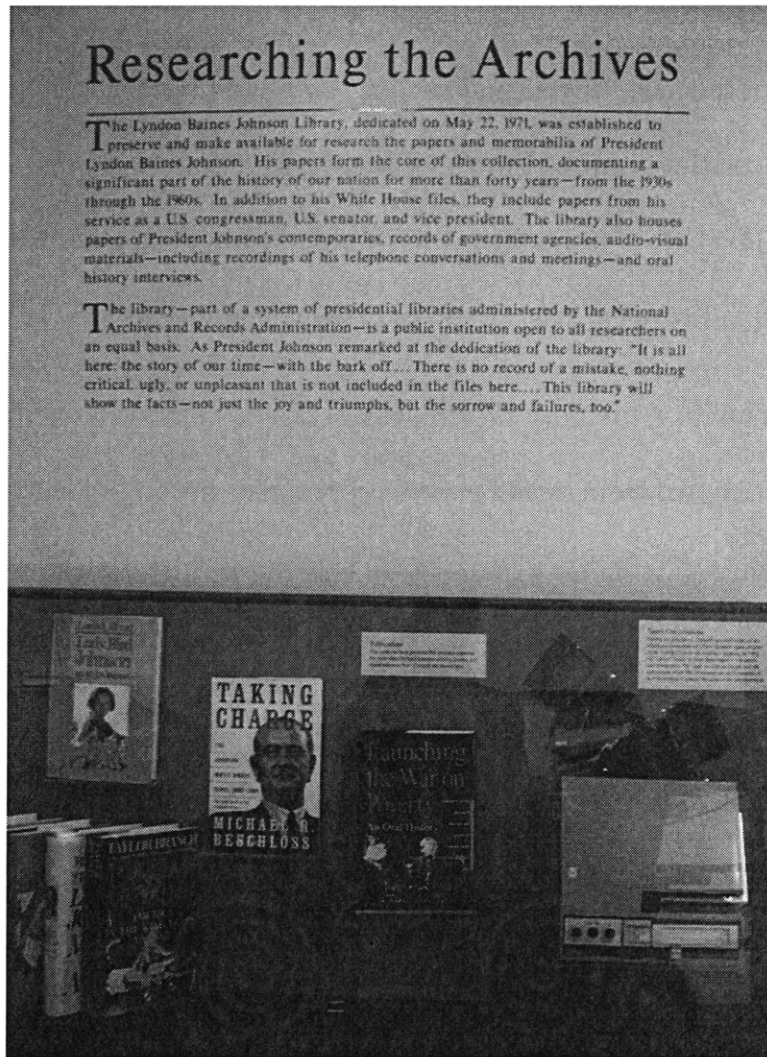 Researching the Archives
The Lyndon Baines Johnson Library, dedicated on May 22, 1971, was established to
preserve and make available for research the papers and memorabilia of President
Lyndon Baines Johnson. His papers form the core of this collection, documenting a
significant part of the history of our nation for more than forty years—from the 1930s
through the 1960s. In addition to his White House files, they include papers from his
service as a U.S. congressman, U.S. senator, and vice president. The library also houses
papers of President Johnson's contemporaries, records of government agencies, audio-visual
materials—including recordings of his telephone conversations and meetings—and oral
history interviews.
The library—part of a system of presidential libraries administered by the National
Archives and Records Administration—is a public institution open to all researchers on
an equal basis. As President Johnson remarked at the dedication of the library: "It is all
here: the story of our time—with the bark off... There is no record of a mistake, nothing
critical, ugly, or unpleasant that is not included in the files here.... This library will
show the facts—not just the joy and triumphs, but the sorrow and failures, too."
Johnson
TAKING
CHARGE
MICHAEL R.
BESCHLOSS
Launching
the War on
Poverty
An Oral History
TAYLOR BRANCH